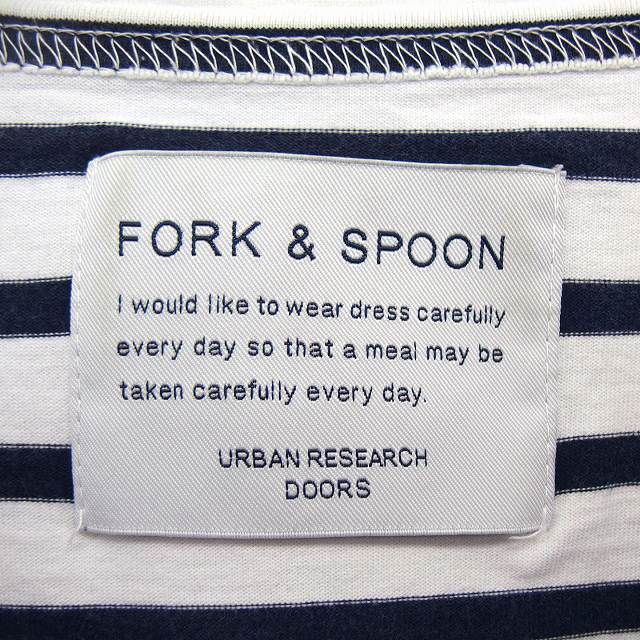 FORK & SPOON
I would like to wear dress carefully
every day so that a meal may be
taken carefully every day.
URBAN RESEARCH
DOORS